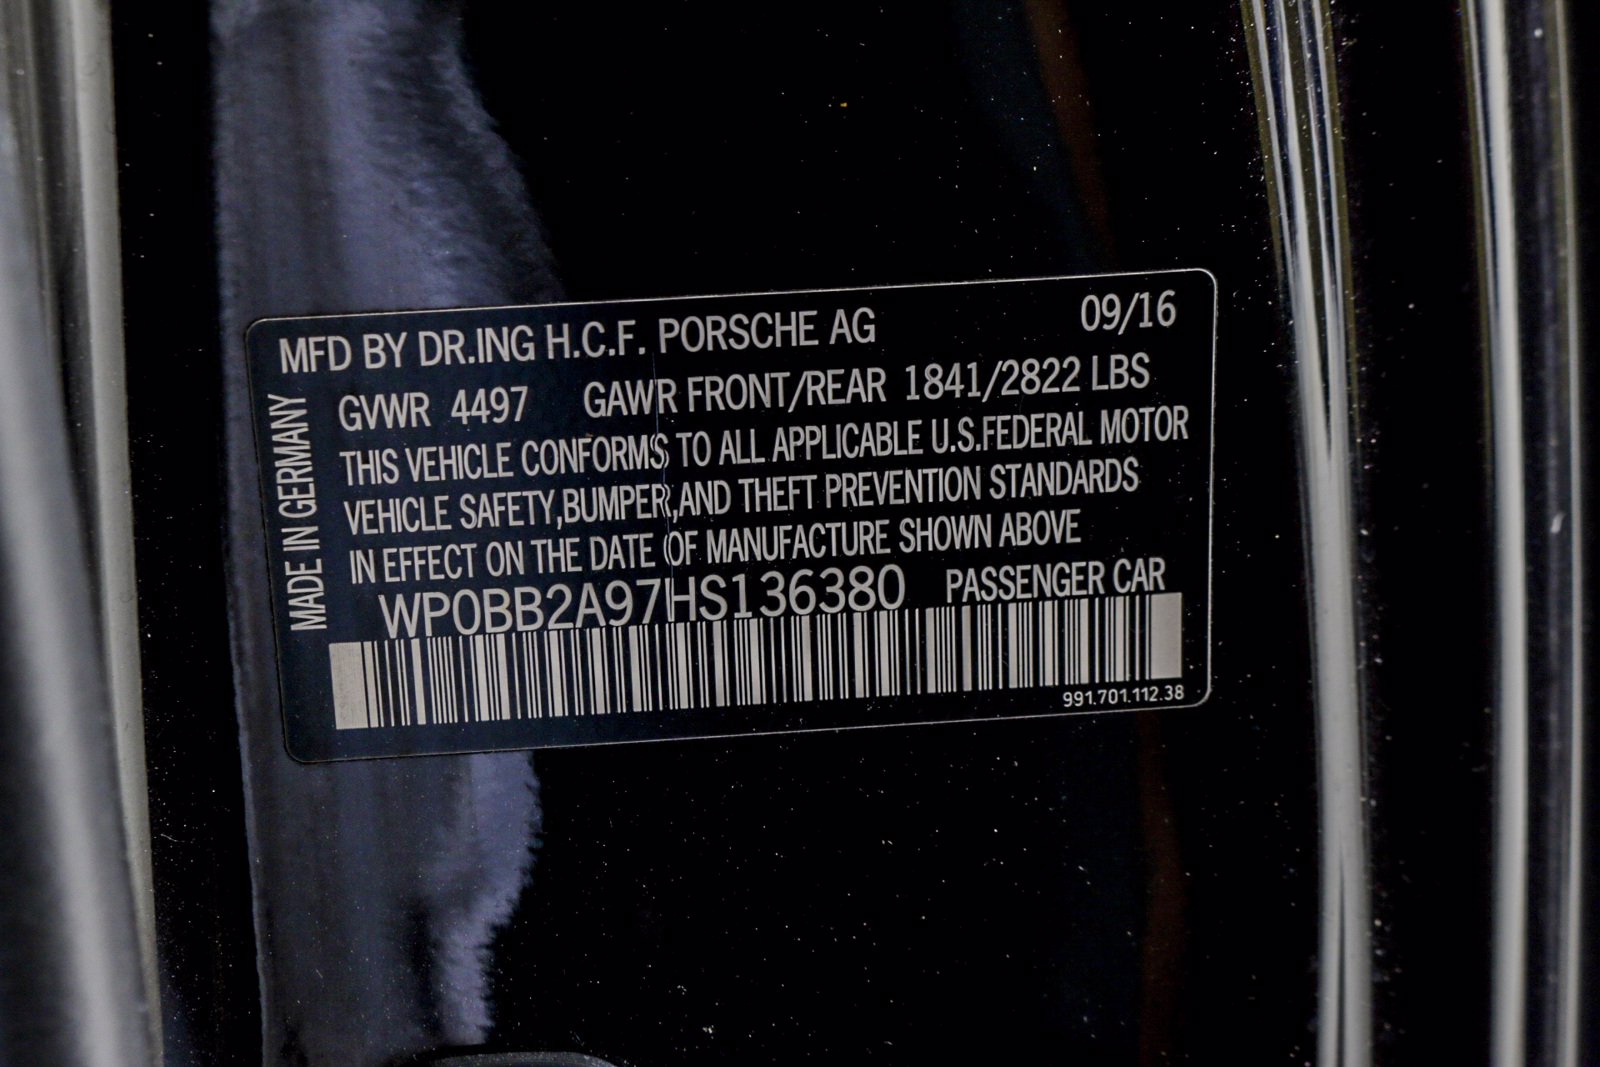 MFD BY DR.ING H.C.F. PORSCHE AG 09/16
GVWR 4497 GAWR FRONT/REAR 1841/2822 LBS
THIS VEHICLE CONFORMS TO ALL APPLICABLE U.S.FEDERAL MOTOR
VEHICLE SAFETY,BUMPER,AND THEFT PREVENTION STANDARDS
IN EFFECT ON THE DATE OF MANUFACTURE SHOWN ABOVE
WP0BB2A97HS136380 PASSENGER CAR
991.701.112.38
MADE IN GERMANY